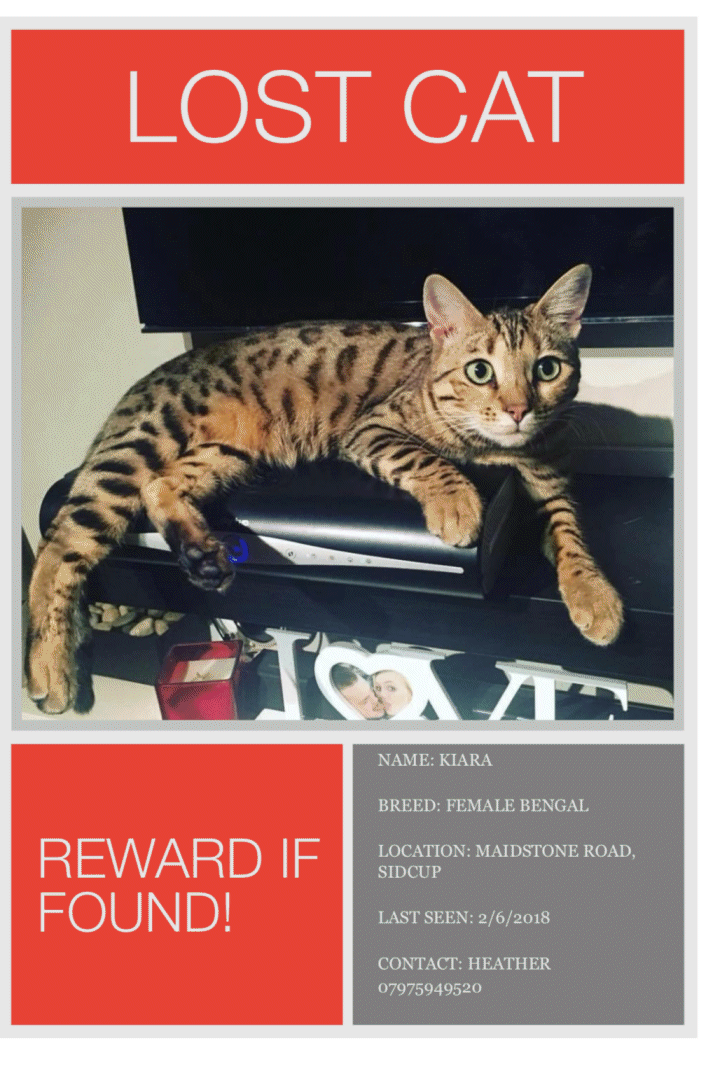 LOST CAT
REWARD IF
FOUND!
NAME: KIARA
BREED: FEMALE BENGAL
LOCATION: MAIDSTONE ROAD,
SIDCUP
LAST SEEN: 2/6/2018
CONTACT: HEATHER
07975949520